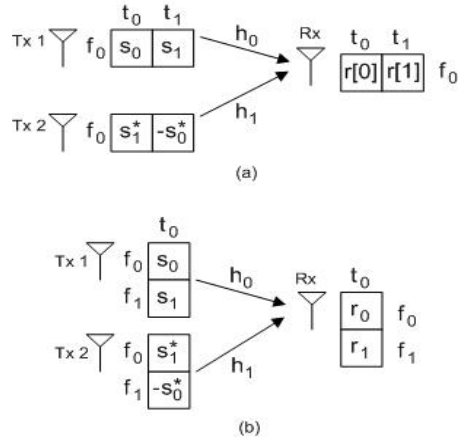 t₀ t₁
Tx 1 f₀ s₀ s₁ h₀
Rx t₀ t₁
r[0] r[1] f₀
Tx 2 f₀ s₁* -s₀* h₁
(a)
t₀
Tx 1 f₀ s₀
f₁ s₁ h₀
Rx t₀
r₀ f₀
r₁ f₁
Tx 2 f₀ s₁*
f₁ -s₀* h₁
(b)